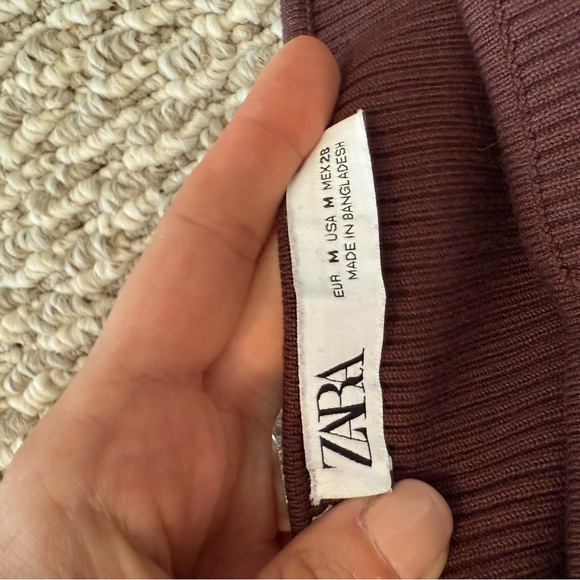 ZARA
EUR M USA M MEX 28
MADE IN BANGLADESH